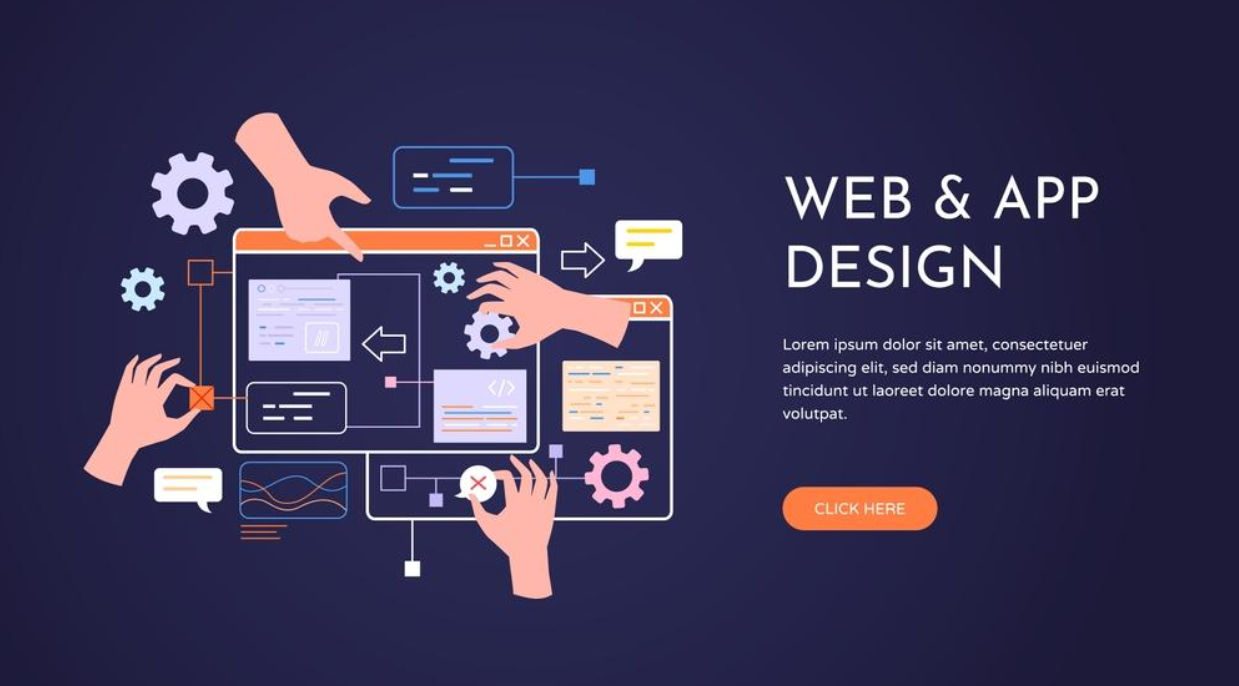 WEB & APP
DESIGN
Lorem ipsum dolor sit amet, consectetuer
adipiscing elit, sed diam nonummy nibh euismod
tincidunt ut laoreet dolore magna aliquam erat
volutpat.
CLICK HERE